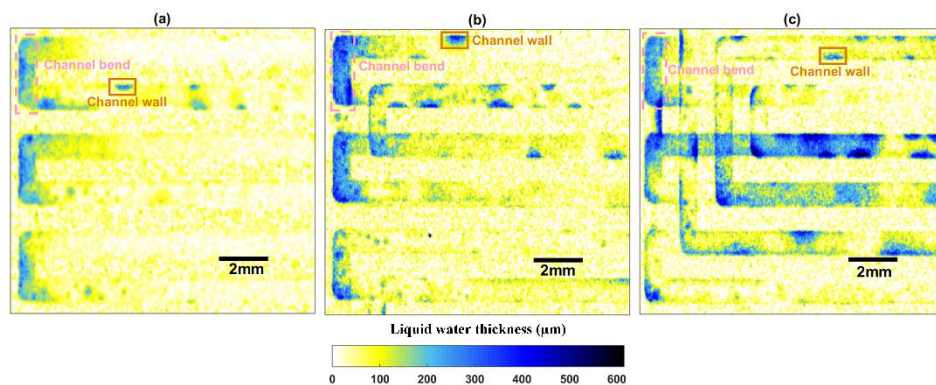 (a)
(b)
(c)
Channel bend
Channel wall
2mm
Channel wall
Channel bend
2mm
Channel wall
Channel bend
2mm
Liquid water thickness (μm)
0 100 200 300 400 500 600